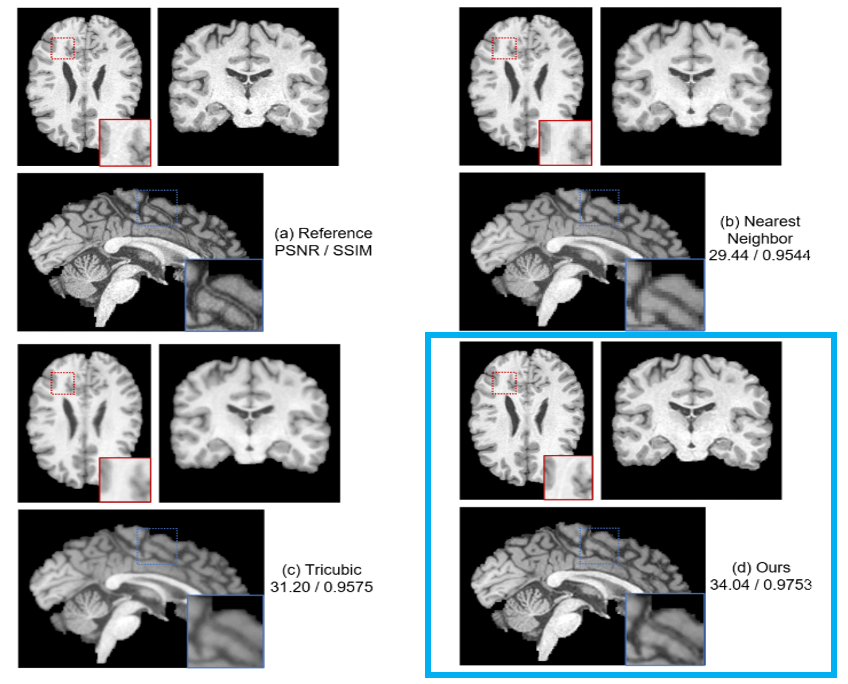 (a) Reference
PSNR / SSIM
(b) Nearest
Neighbor
29.44 / 0.9544
(c) Tricubic
31.20 / 0.9575
(d) Ours
34.04 / 0.9753